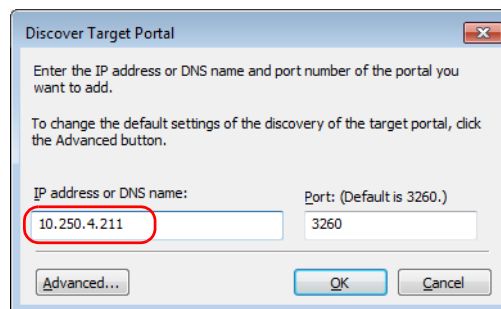 Discover Target Portal
Enter the IP address or DNS name and port number of the portal you
want to add.
To change the default settings of the discovery of the target portal, click
the Advanced button.
IP address or DNS name:
Port: (Default is 3260.)
10.250.4.211
3260
Advanced...
OK
Cancel